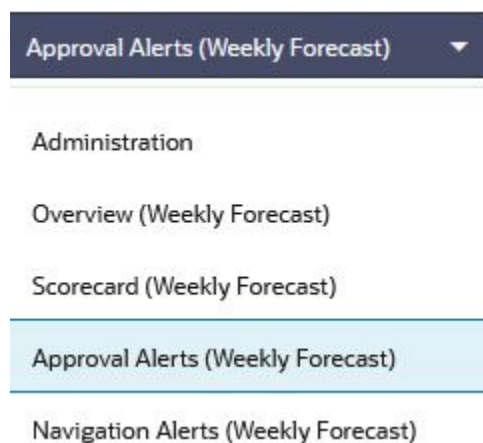 Approval Alerts (Weekly Forecast)
Administration
Overview (Weekly Forecast)
Scorecard (Weekly Forecast)
Approval Alerts (Weekly Forecast)
Navigation Alerts (Weekly Forecast)